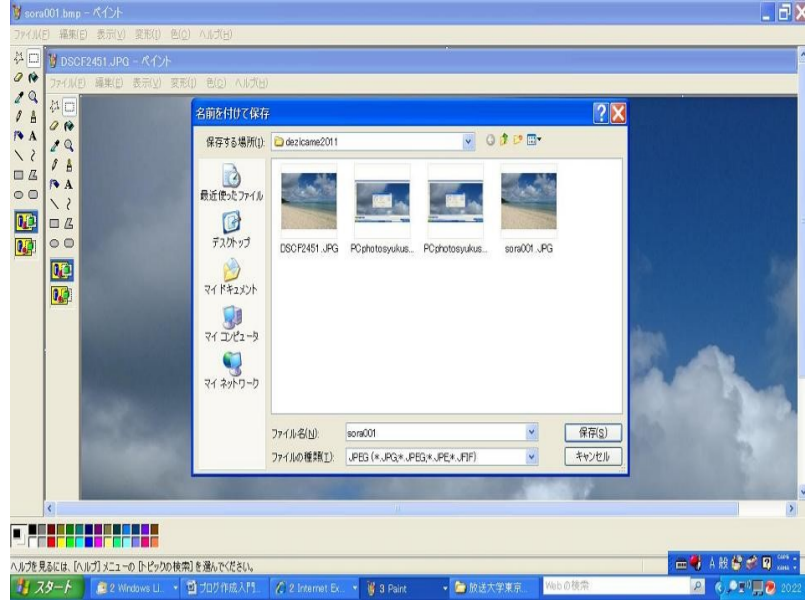 sora001.bmp - ペイント
ファイル(F) 編集(E) 表示(V) 変形(I) 色(C) ヘルプ(H)
DSCF2451.JPG - ペイント
ファイル(F) 編集(E) 表示(V) 変形(I) 色(C) ヘルプ(H)
名前を付けて保存
保存する場所(I):
dezicame2011
最近使ったファイル
デスクトップ
マイ ドキュメント
マイ コンピュータ
マイ ネットワーク
DSCF2451.JPG
PCphotosyukus...
PCphotosyukus...
sora001.JPG
ファイル名(N):
sora001
保存(S)
ファイルの種類(T):
JPEG (*.JPG;*.JPEG;*.JPE;*.JFIF)
キャンセル
ヘルプを見るには、[ヘルプ] メニューの [トピックの検索] を選んでください。
A 般
CAPS
KANA
スタート
2 Windows Li...
ブログ作成入門...
2 Internet Ex...
3 Paint
放送大学東京...
Web の検索
20:22